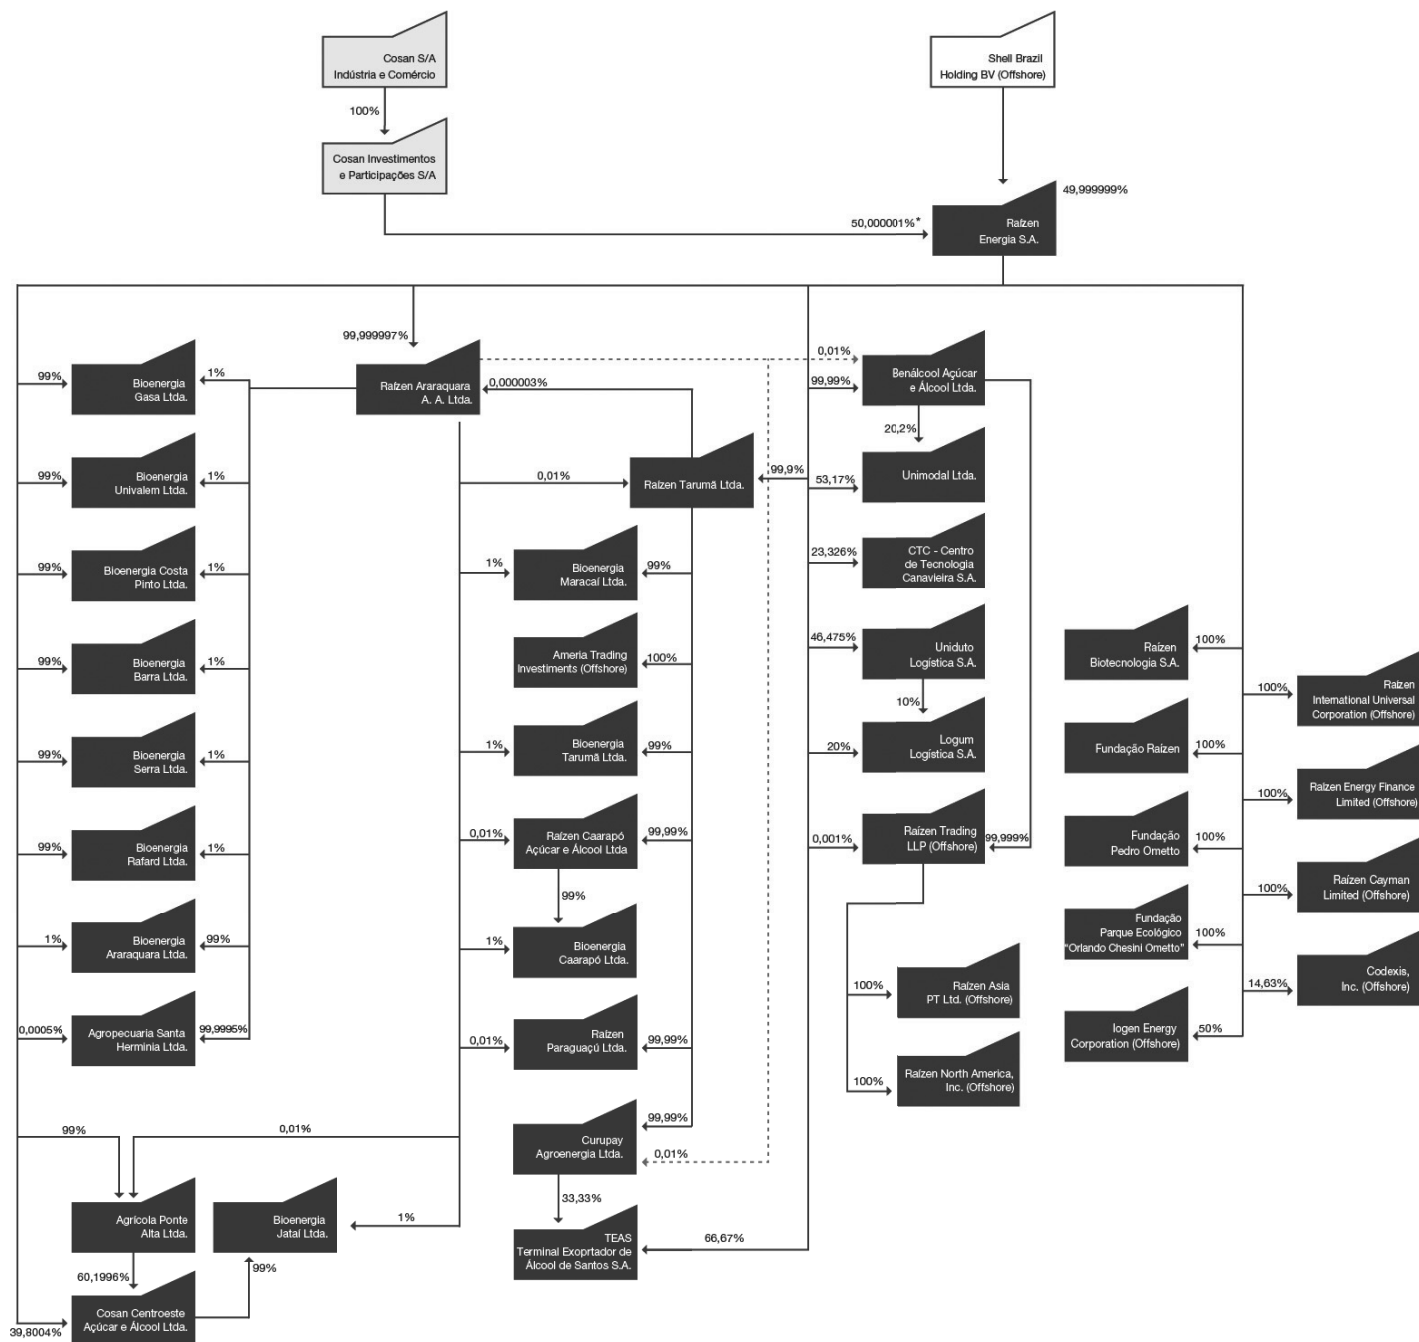 Cosan S/A
Indústria e Comércio
Shell Brazil
Holding BV (Offshore)
100%
Cosan Investimentos
e Participações S/A
49,999999%
50,000001%*
Raízen
Energia S.A.
99,999997%
99%
Bioenergia
Gasa Ltda.
1%
Raízen Araraquara
A. A. Ltda.
0,000003%
0,01%
99,99%
Benálcool Açúcar
e Álcool Ltda.
20,2%
99%
Bioenergia
Univalem Ltda.
1%
0,01%
Raízen Tarumã Ltda.
99,9%
53,17%
Unimodal Ltda.
99%
Bioenergia Costa
Pinto Ltda.
1%
1%
Bioenergia
Maracaí Ltda.
99%
23,326%
CTC - Centro
de Tecnologia
Canavieira S.A.
99%
Bioenergia
Barra Ltda.
1%
Ameria Trading
Investiments (Offshore)
100%
46,475%
Uniduto
Logística S.A.
10%
Raízen
Biotecnologia S.A.
100%
100%
Raízen
International Universal
Corporation (Offshore)
99%
Bioenergia
Serra Ltda.
1%
1%
Bioenergia
Tarumã Ltda.
99%
20%
Logum
Logística S.A.
Fundação Raízen
100%
100%
Raízen Energy Finance
Limited (Offshore)
99%
Bioenergia
Rafard Ltda.
1%
0,01%
Raízen Caarapó
Açúcar e Álcool Ltda
99,99%
99%
0,001%
Raízen Trading
LLP (Offshore)
99,999%
Fundação
Pedro Ometto
100%
100%
Raízen Cayman
Limited (Offshore)
1%
Bioenergia
Araraquara Ltda.
99%
1%
Bioenergia
Caarapó Ltda.
Fundação
Parque Ecológico
"Orlando Chesini Ometto"
100%
14,63%
Codexis,
Inc. (Offshore)
100%
Raízen Asia
PT Ltd. (Offshore)
0,0005%
Agropecuaria Santa
Herminia Ltda.
99,9995%
0,01%
Raízen
Paraguaçú Ltda.
99,99%
Iogen Energy
Corporation (Offshore)
50%
100%
Raízen North America,
Inc. (Offshore)
99%
0,01%
Curupay
Agroenergia Ltda.
99,99%
0,01%
33,33%
Agrícola Ponte
Alta Ltda.
Bioenergia
Jataí Ltda.
1%
TEAS
Terminal Exoprtador de
Álcool de Santos S.A.
66,67%
60,1996%
99%
39,8004%
Cosan Centroeste
Açúcar e Álcool Ltda.